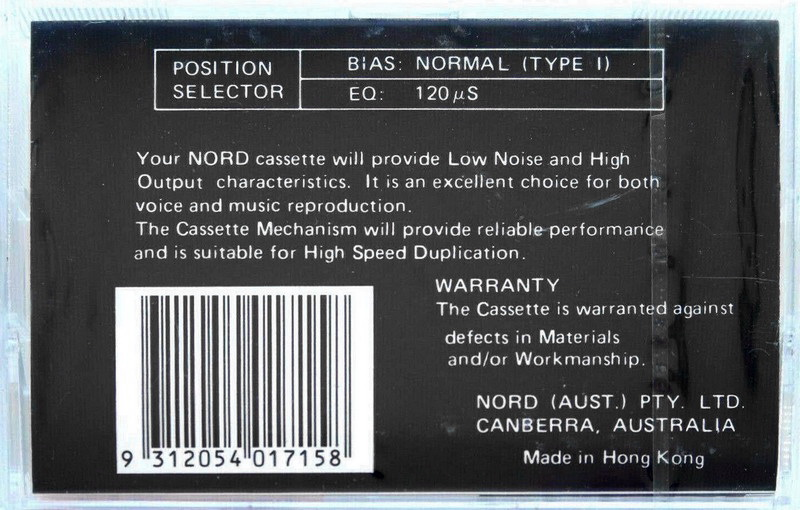 POSITION SELECTOR
BIAS: NORMAL (TYPE I)
EQ: 120µS
Your NORD cassette will provide Low Noise and High
Output characteristics. It is an excellent choice for both
voice and music reproduction.
The Cassette Mechanism will provide reliable performance
and is suitable for High Speed Duplication.
WARRANTY
The Cassette is warranted against
defects in Materials
and/or Workmanship.
NORD (AUST.) PTY. LTD.
CANBERRA, AUSTRALIA
Made in Hong Kong
9 312054 017158